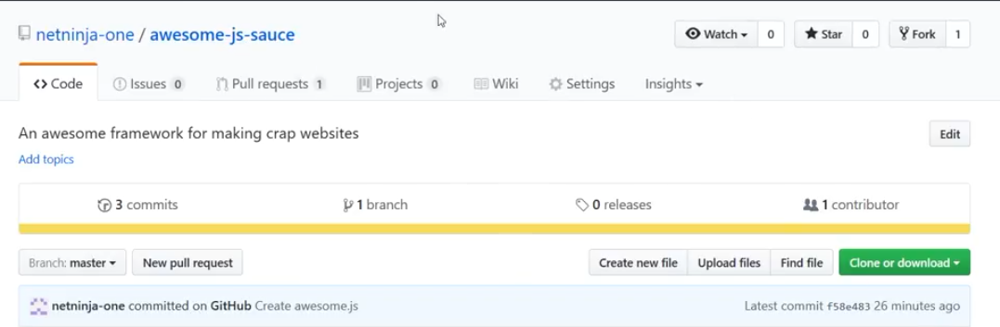 netninja-one / awesome-js-sauce
Watch 0 Star 0 Fork 1
Code Issues 0 Pull requests 1 Projects 0 Wiki Settings Insights
An awesome framework for making crap websites
Edit
Add topics
3 commits 1 branch 0 releases 1 contributor
Branch: master New pull request Create new file Upload files Find file Clone or download
netninja-one committed on GitHub Create awesome.js Latest commit f58e483 26 minutes ago